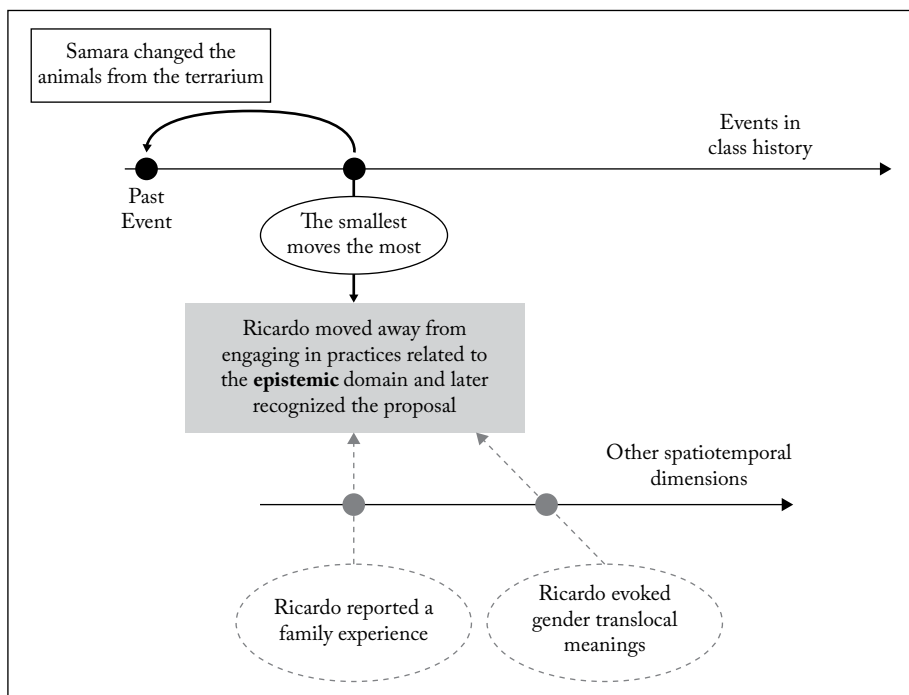 Samara changed the
animals from the terrarium
Events in
class history
Past
Event
The smallest
moves the most
Ricardo moved away from
engaging in practices related to
the epistemic domain and later
recognized the proposal
Other spatiotemporal
dimensions
Ricardo reported a
family experience
Ricardo evoked
gender translocal
meanings